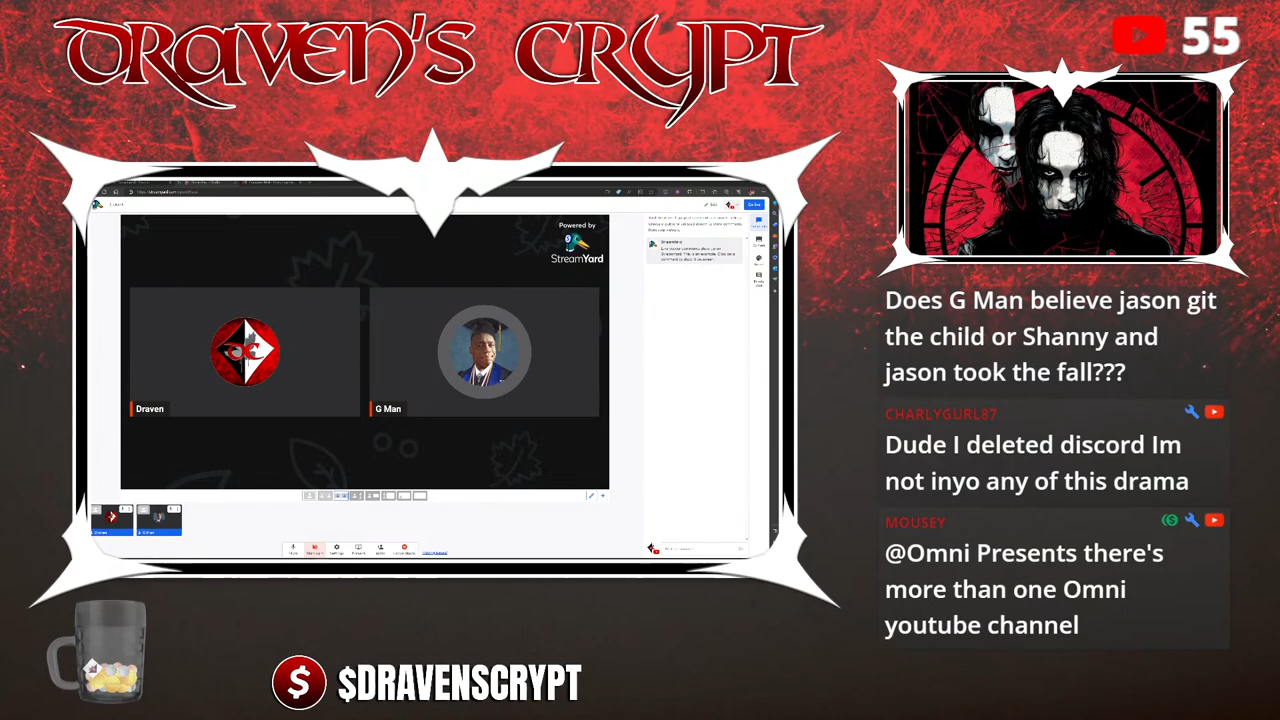 DRAVEN'S CRYPT
55
Powered by
StreamYard
Draven
G Man
Does G Man believe jason git
the child or Shanny and
jason took the fall???
CHARLYGURL87
Dude I deleted discord Im
not inyo any of this drama
MOUSEY
@Omni Presents there's
more than one Omni
youtube channel
$
$DRAVENSCRYPT